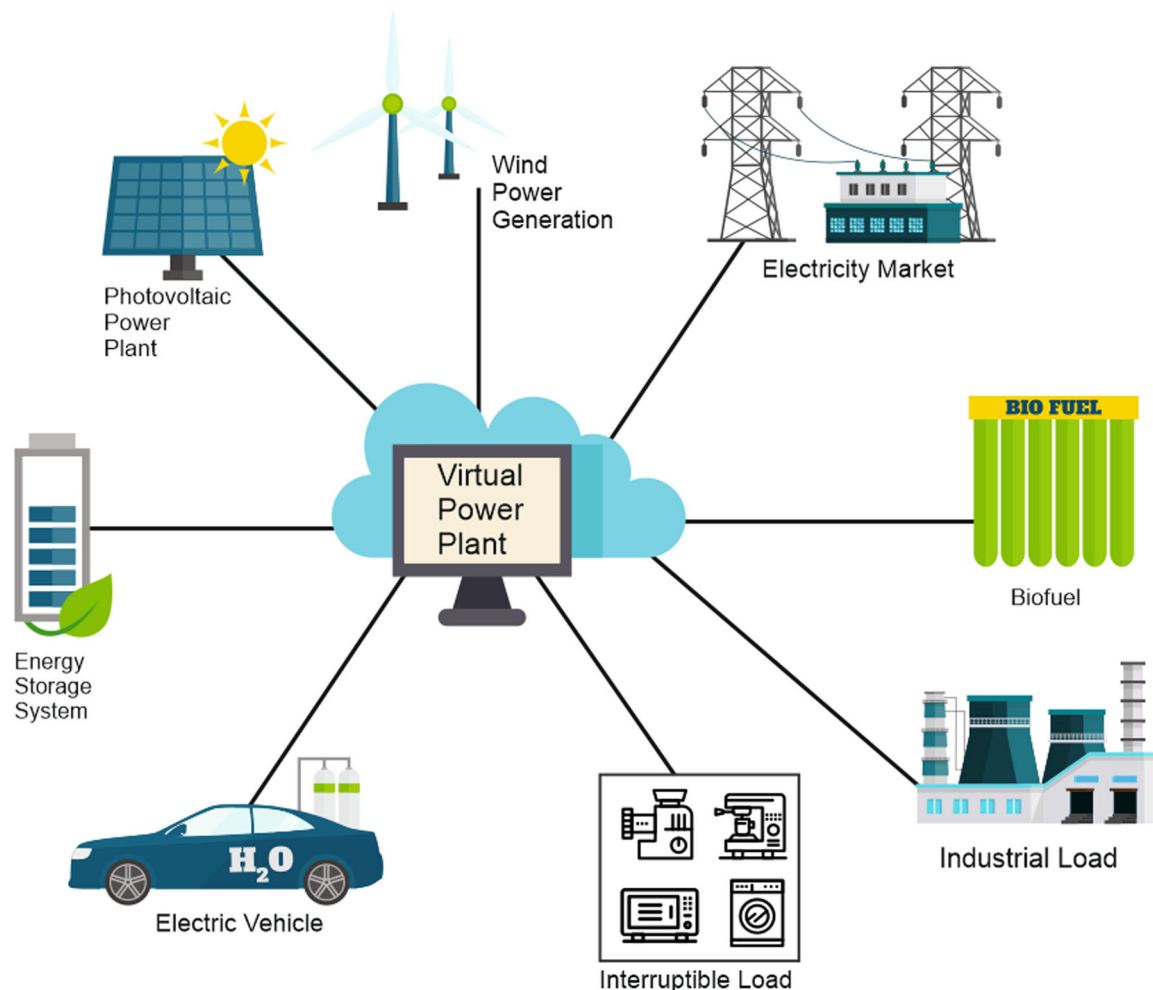 Wind
Power
Generation
Electricity Market
Photovoltaic
Power
Plant
BIO FUEL
Virtual
Power
Plant
Biofuel
Energy
Storage
System
H₂O
Industrial Load
Electric Vehicle
Interruptible Load